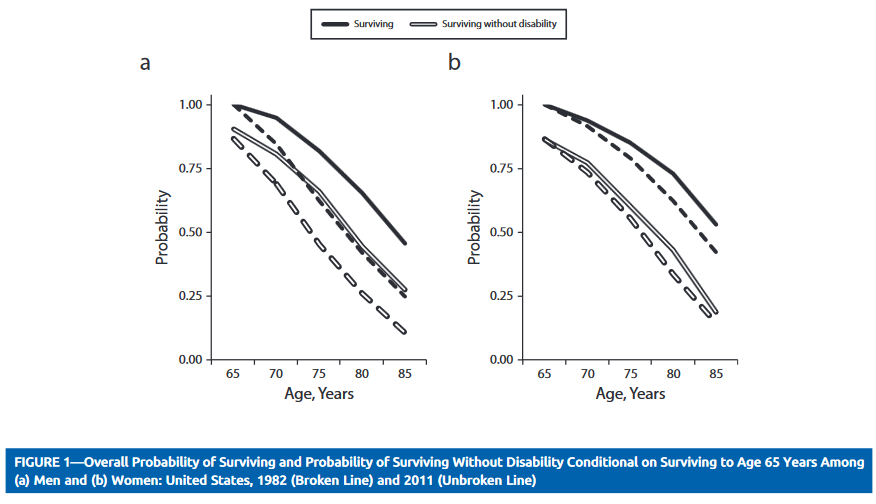 Surviving Surviving without disability
a b
1.00 1.00
0.75 0.75
0.50 0.50
0.25 0.25
0.00 0.00
Probability Probability
65 70 75 80 85 65 70 75 80 85
Age, Years Age, Years
FIGURE 1—Overall Probability of Surviving and Probability of Surviving Without Disability Conditional on Surviving to Age 65 Years Among
(a) Men and (b) Women: United States, 1982 (Broken Line) and 2011 (Unbroken Line)